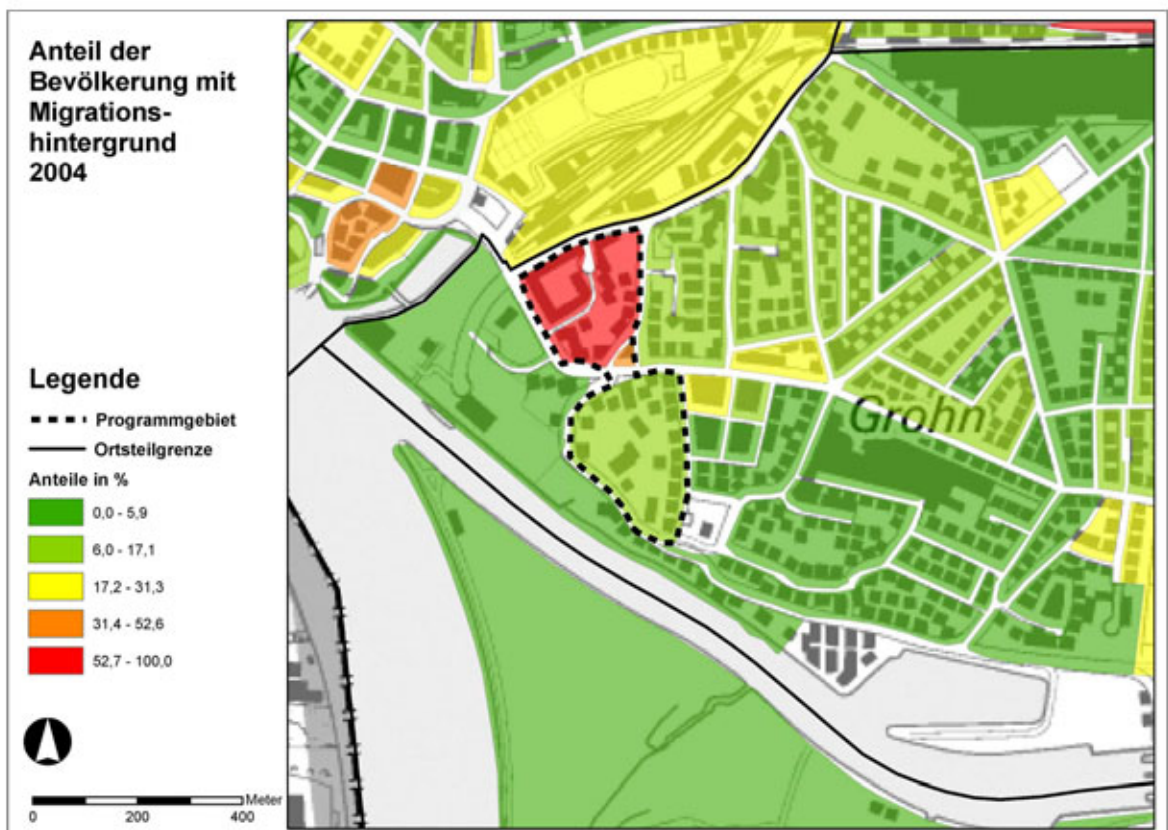 Anteil der
Bevölkerung mit
Migrations-
hintergrund
2004
Legende
Programmgebiet
Ortsteilgrenze
Anteile in %
0,0 - 5,9
6,0 - 17,1
17,2 - 31,3
31,4 - 52,6
52,7 - 100,0
Meter
0 200 400
k
Grohn